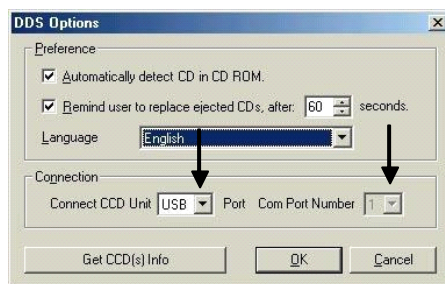 DDS Options
Preference
Automatically detect CD in CD ROM.
Remind user to replace ejected CDs, after: 60 seconds.
Language English
Connection
Connect CCD Unit USB Port Com Port Number 1
Get CCD(s) Info OK Cancel